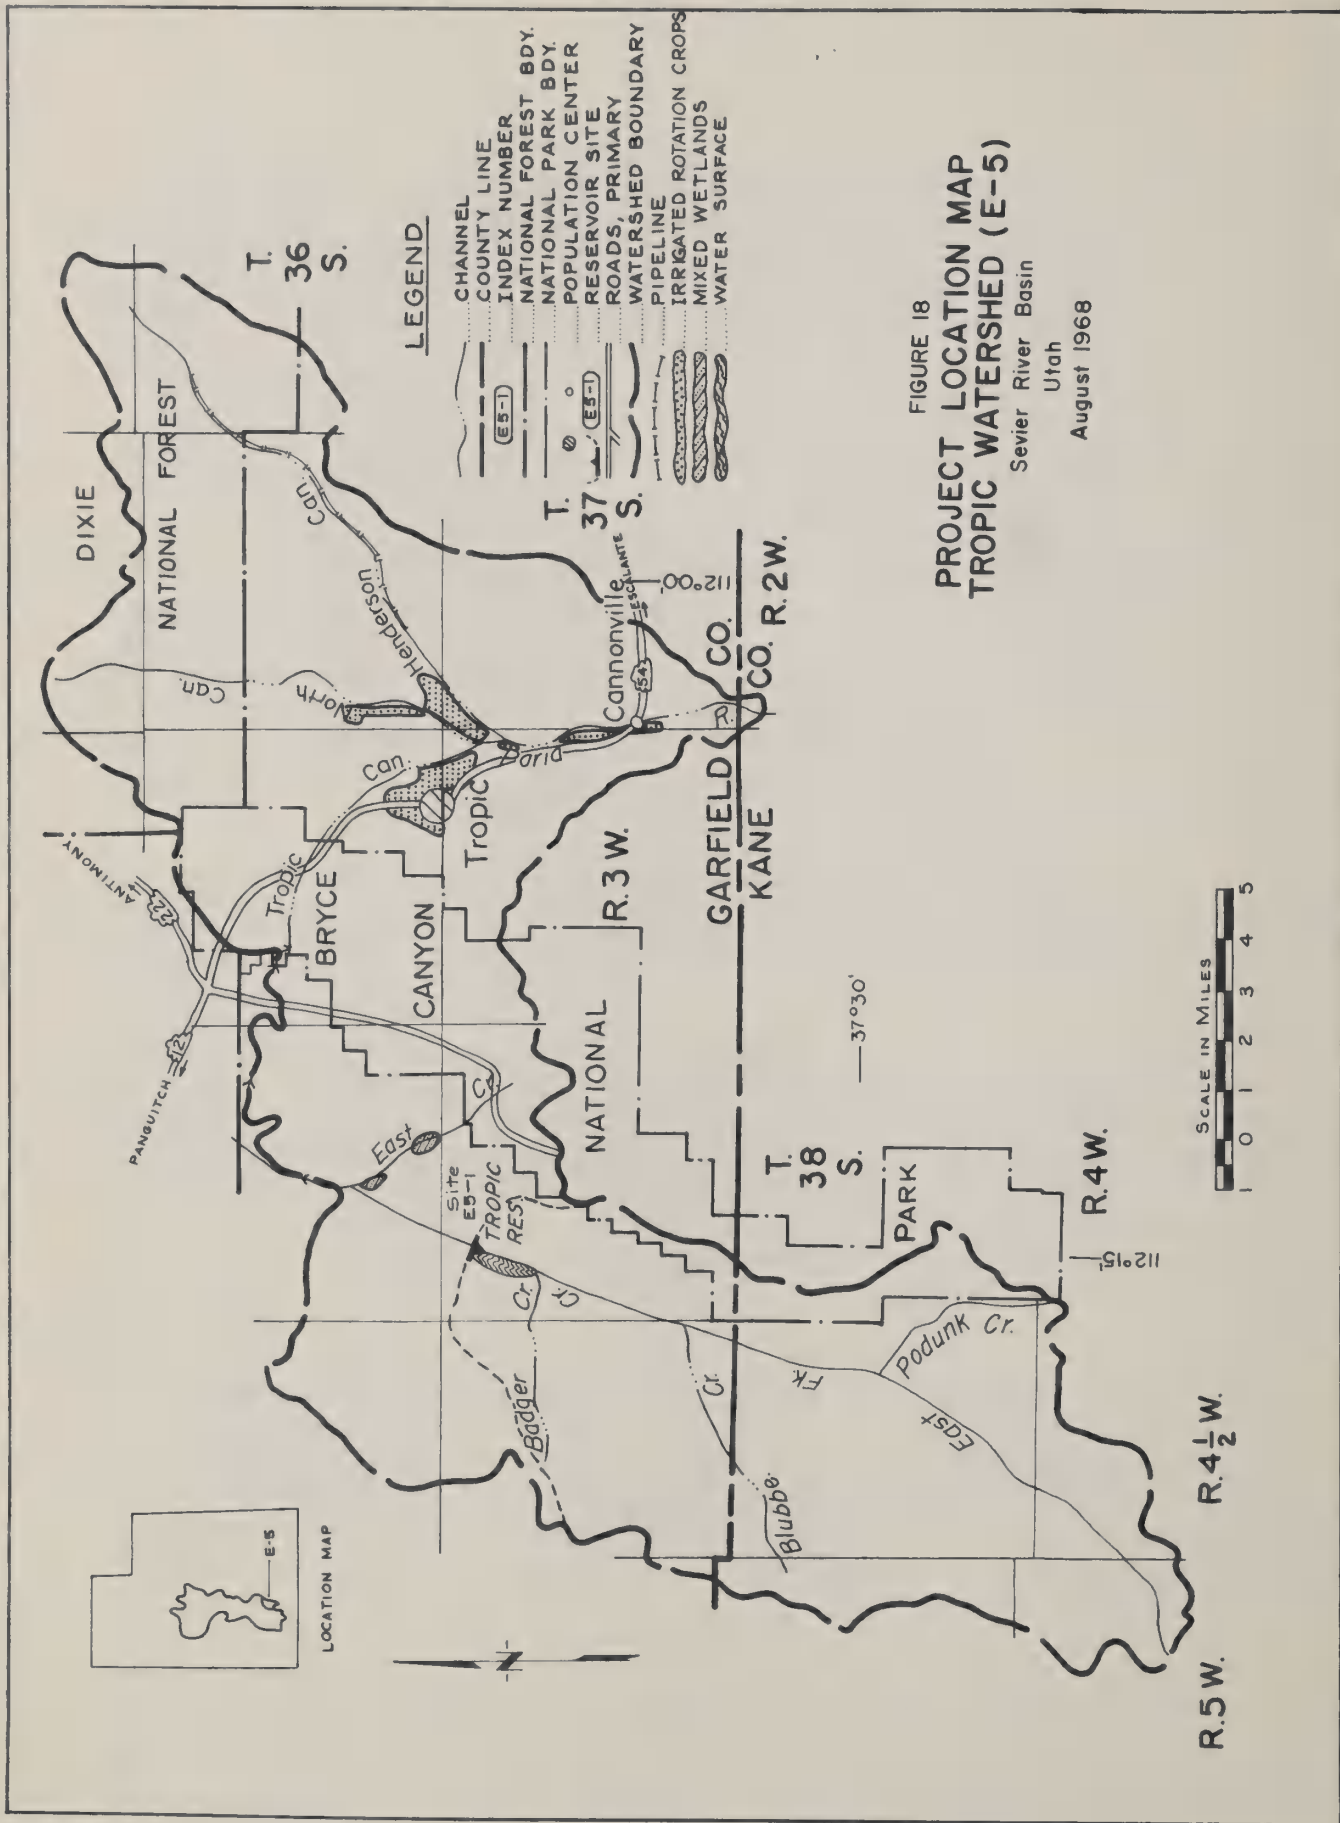 LOCATION MAP
E-5
N
PANGUITCH
12
22
ANTIMONY
DIXIE
NATIONAL FOREST
T.
36
S.
BRYCE
CANYON
NATIONAL
PARK
Tropic
Can
North
Can
Henderson
Can
Tropic
Paria
R.
Cannonville
54
ESCALANTE
112°00'
T.
37
S.
East
Cr.
Site
E5-1
TROPIC
RES.
Badger
Cr.
Cr.
Cr.
Blubbe
Fk.
East
Podunk
Cr.
GARFIELD CO.
KANE CO.
R.2W.
R.3W.
T.
38
S.
37°30'
112°15'
R.4W.
R.4 1/2 W.
R.5W.
LEGEND
CHANNEL
COUNTY LINE
E5-1 INDEX NUMBER
NATIONAL FOREST BDY.
NATIONAL PARK BDY.
POPULATION CENTER
E5-1 RESERVOIR SITE
ROADS, PRIMARY
WATERSHED BOUNDARY
PIPELINE
IRRIGATED ROTATION CROPS
MIXED WETLANDS
WATER SURFACE
SCALE IN MILES
1 0 1 2 3 4 5
FIGURE 18
PROJECT LOCATION MAP
TROPIC WATERSHED (E-5)
Sevier River Basin
Utah
August 1968